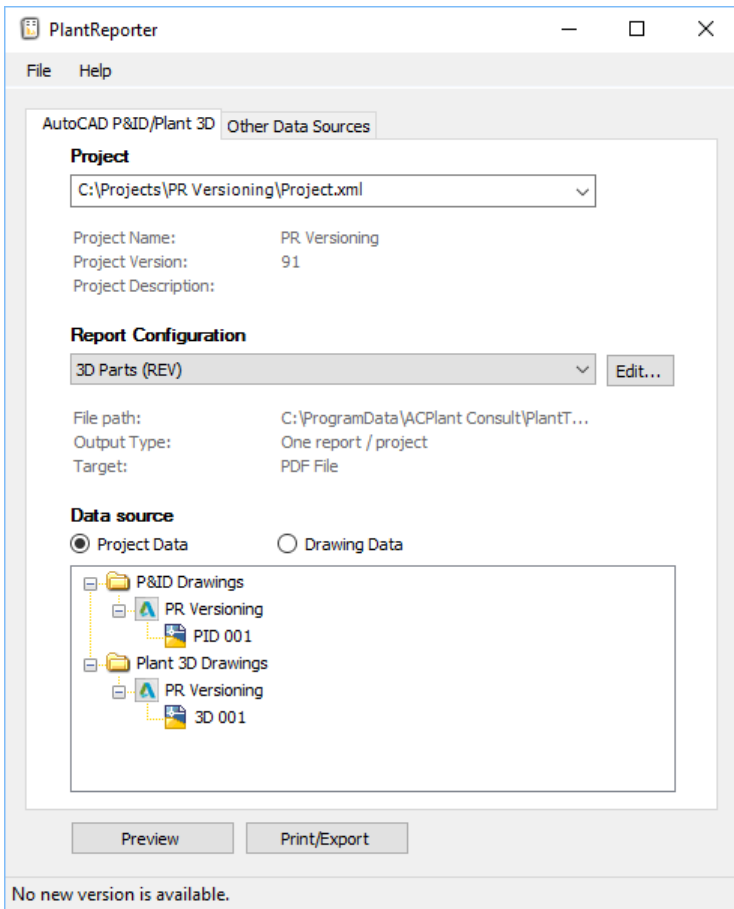 PlantReporter
File Help
AutoCAD P&ID/Plant 3D Other Data Sources
Project
C:\Projects\PR Versioning\Project.xml
Project Name: PR Versioning
Project Version: 91
Project Description:
Report Configuration
3D Parts (REV) Edit...
File path: C:\ProgramData\ACPlant Consult\PlantT...
Output Type: One report / project
Target: PDF File
Data source
Project Data Drawing Data
P&ID Drawings
PR Versioning
PID 001
Plant 3D Drawings
PR Versioning
3D 001
Preview Print/Export
No new version is available.